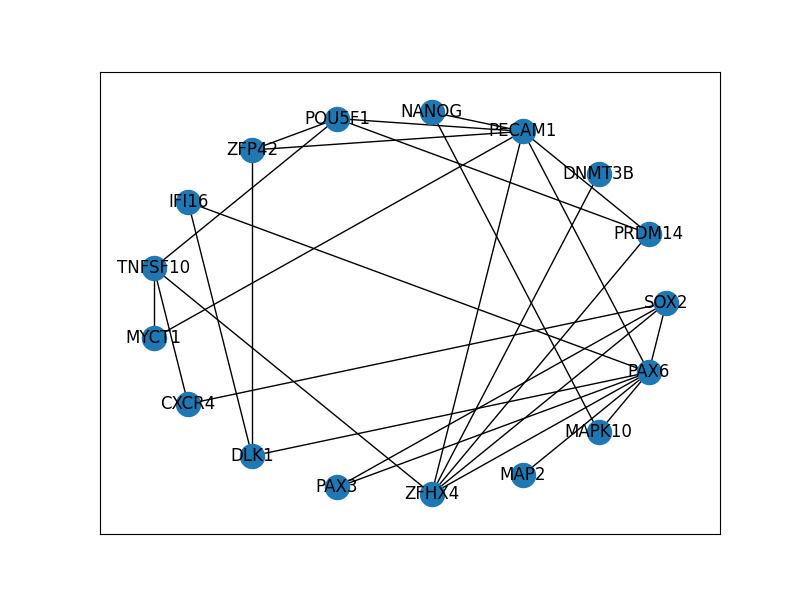 NANOG
POU5F1
PECAM1
ZFP42
DNMT3B
IFI16
PRDM14
TNFSF10
SOX2
MYCT1
PAX6
CXCR4
MAPK10
DLK1
MAP2
PAX3
ZFHX4